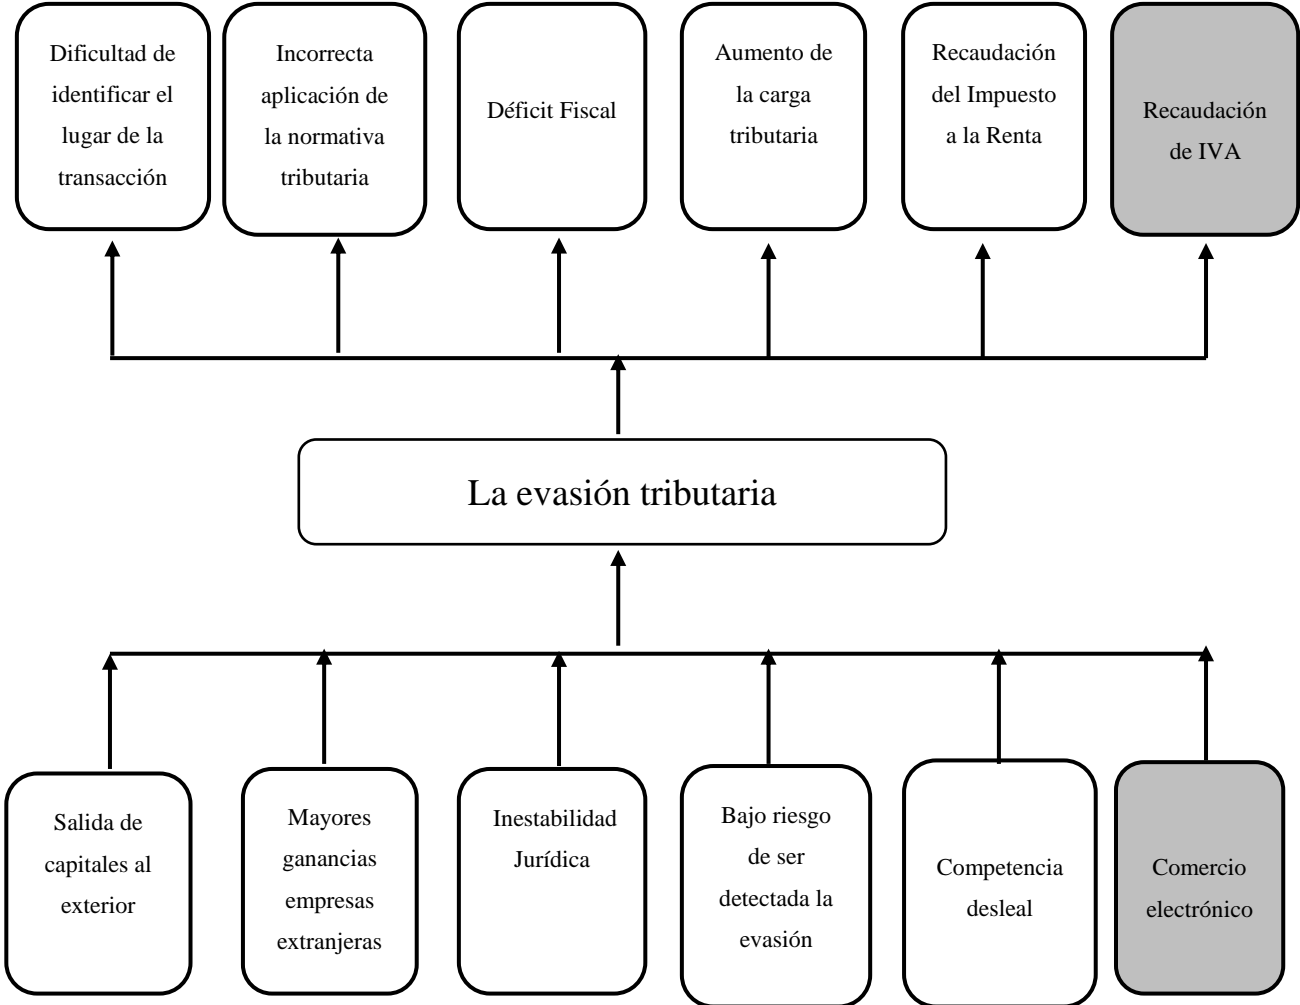 Dificultad de
identificar el
lugar de la
transacción
Incorrecta
aplicación de
la normativa
tributaria
Déficit Fiscal
Aumento de
la carga
tributaria
Recaudación
del Impuesto
a la Renta
Recaudación
de IVA
La evasión tributaria
Salida de
capitales al
exterior
Mayores
ganancias
empresas
extranjeras
Inestabilidad
Jurídica
Bajo riesgo
de ser
detectada la
evasión
Competencia
desleal
Comercio
electrónico